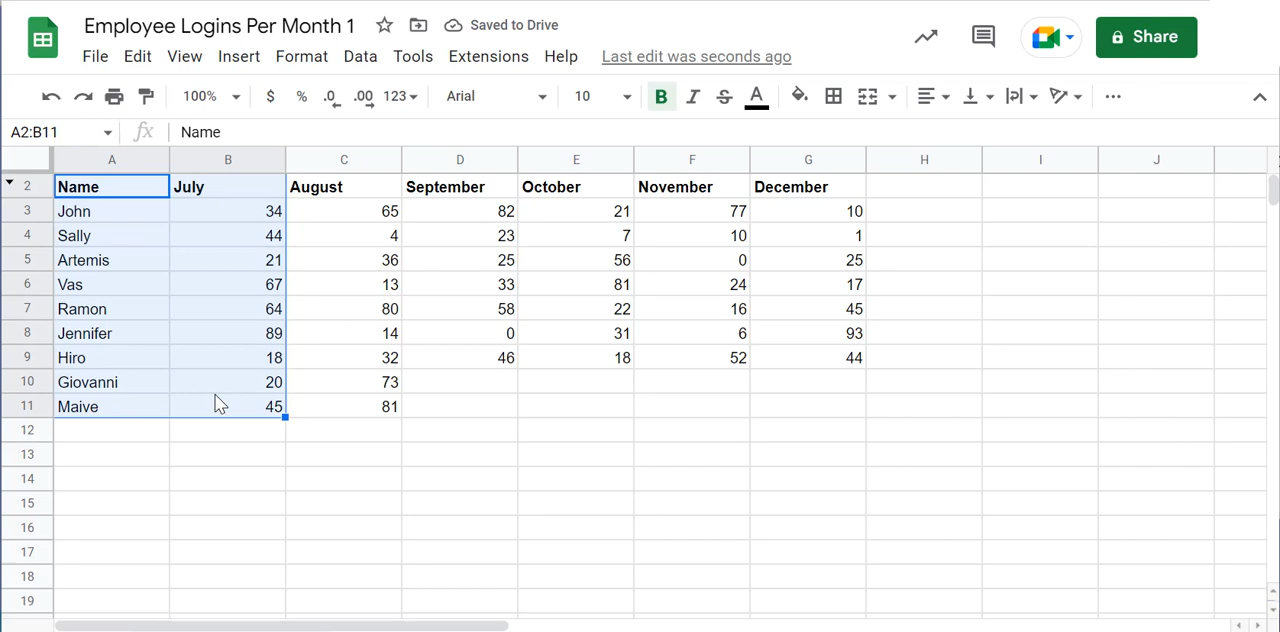 Employee Logins Per Month 1 Saved to Drive
File Edit View Insert Format Data Tools Extensions Help Last edit was seconds ago
Share
100% $ % .0 .00 123 Arial 10 B I S A
A2:B11 fx Name
A B C D E F G H I J
2 Name July August September October November December
3 John 34 65 82 21 77 10
4 Sally 44 4 23 7 10 1
5 Artemis 21 36 25 56 0 25
6 Vas 67 13 33 81 24 17
7 Ramon 64 80 58 22 16 45
8 Jennifer 89 14 0 31 6 93
9 Hiro 18 32 46 18 52 44
10 Giovanni 20 73
11 Maive 45 81
12
13
14
15
16
17
18
19